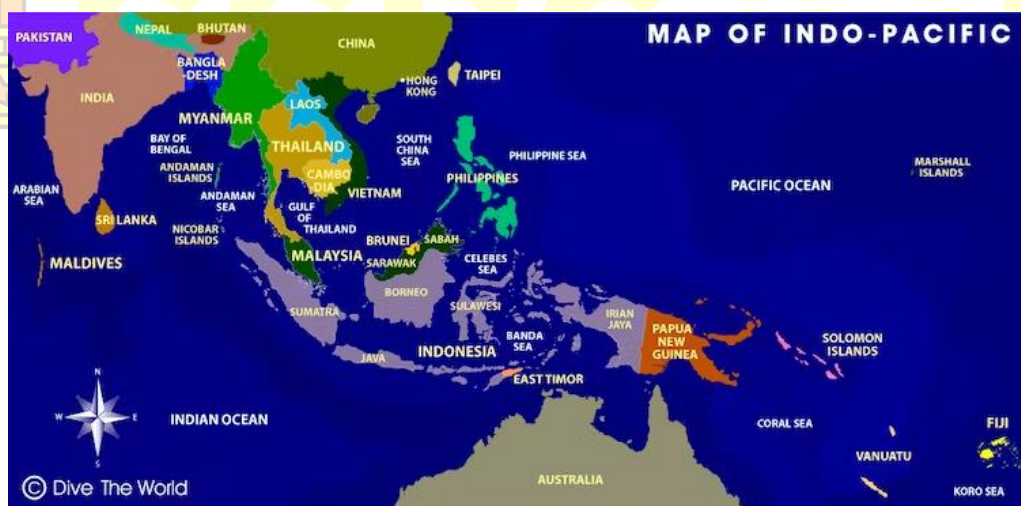 MAP OF INDO-PACIFIC
PAKISTAN
NEPAL
BHUTAN
CHINA
BANGLA
-DESH
INDIA
HONG
KONG
TAIPEI
LAOS
MYANMAR
BAY OF
BENGAL
THAILAND
SOUTH
CHINA
SEA
PHILIPPINE SEA
ANDAMAN
ISLANDS
CAMBO
DIA
VIETNAM
PHILIPPINES
PACIFIC OCEAN
MARSHALL
ISLANDS
ARABIAN
SEA
ANDAMAN
SEA
GULF
OF
THAILAND
SRI LANKA
NICOBAR
ISLANDS
BRUNEI
SABAH
MALDIVES
MALAYSIA
SARAWAK
CELEBES
SEA
BORNEO
SUMATRA
SULAWESI
IRIAN
JAYA
PAPUA
NEW
GUINEA
BANDA
SEA
SOLOMON
ISLANDS
JAVA
INDONESIA
EAST TIMOR
N
W
E
S
INDIAN OCEAN
CORAL SEA
FIJI
VANUATU
AUSTRALIA
KORO SEA
© Dive The World